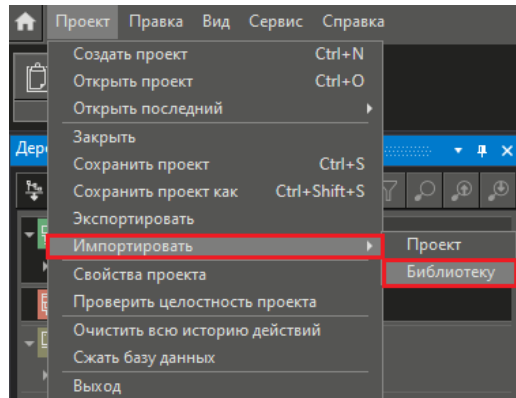 Проект Правка Вид Сервис Справка
Создать проект Ctrl+N
Открыть проект Ctrl+O
Открыть последний
Закрыть
Сохранить проект Ctrl+S
Сохранить проект как Ctrl+Shift+S
Экспортировать
Импортировать Проект
Свойства проекта Библиотеку
Проверить целостность проекта
Очистить всю историю действий
Сжать базу данных
Выход